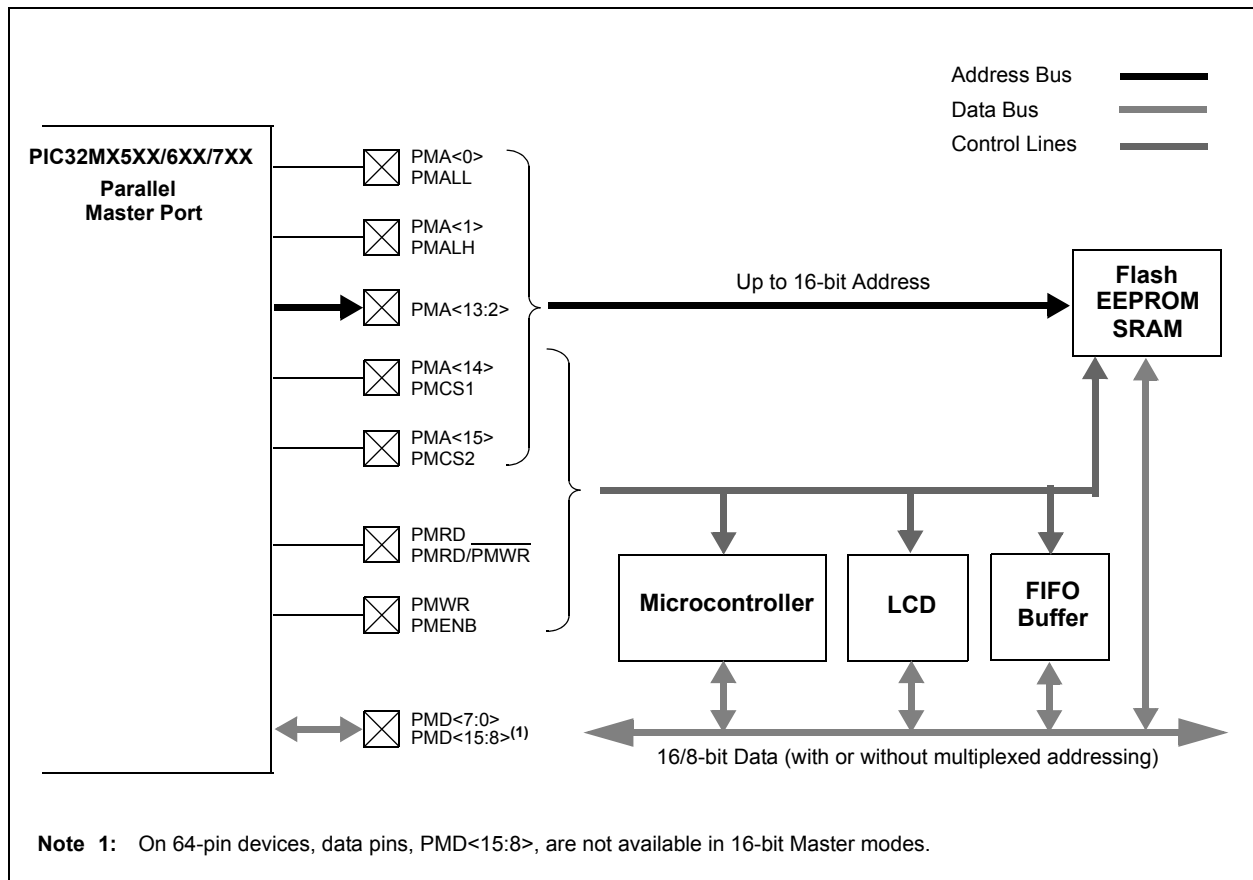 Address Bus
Data Bus
Control Lines
PIC32MX5XX/6XX/7XX
Parallel
Master Port
PMA<0>
PMALL
PMA<1>
PMALH
PMA<13:2>
PMA<14>
PMCS1
PMA<15>
PMCS2
PMRD
PMRD/P̅M̅W̅R̅
PMWR
PMENB
PMD<7:0>
PMD<15:8>(1)
Up to 16-bit Address
Flash
EEPROM
SRAM
Microcontroller
LCD
FIFO
Buffer
16/8-bit Data (with or without multiplexed addressing)
Note 1: On 64-pin devices, data pins, PMD<15:8>, are not available in 16-bit Master modes.